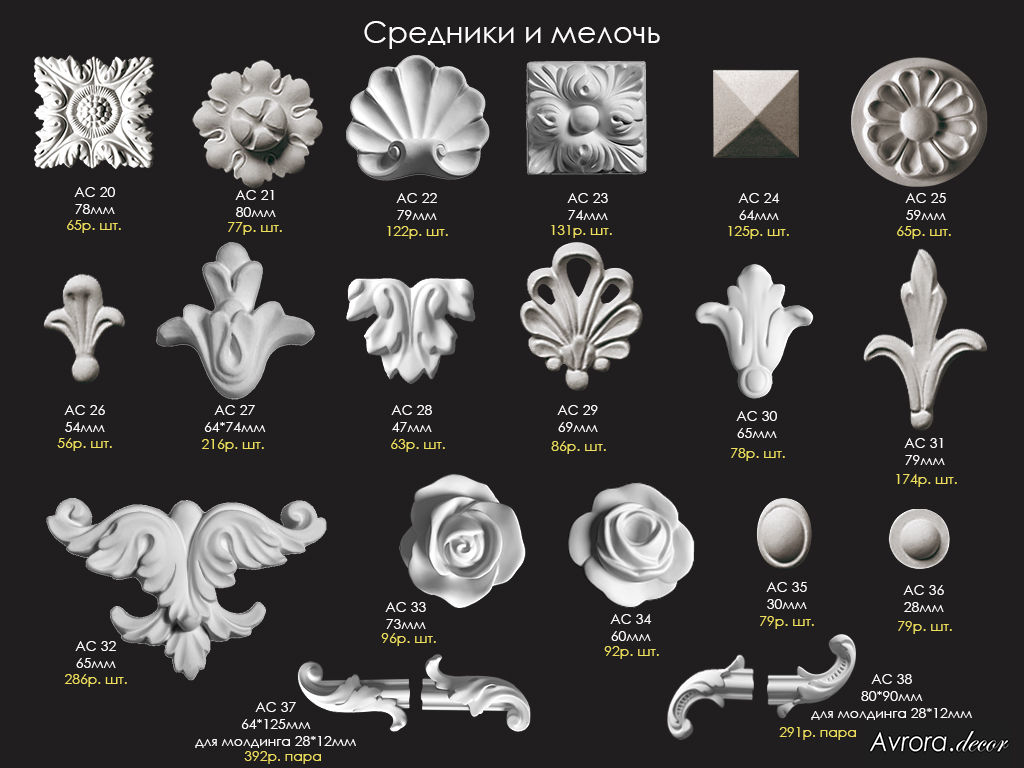 Средники и мелочь
АС 20
78мм
65р. шт.
АС 21
80мм
77р. шт.
АС 22
79мм
122р. шт.
АС 23
74мм
131р. шт.
АС 24
64мм
125р. шт.
АС 25
59мм
65р. шт.
АС 26
54мм
56р. шт.
АС 27
64*74мм
216р. шт.
АС 28
47мм
63р. шт.
АС 29
69мм
86р. шт.
АС 30
65мм
78р. шт.
АС 31
79мм
174р. шт.
АС 32
65мм
286р. шт.
АС 33
73мм
96р. шт.
АС 34
60мм
92р. шт.
АС 35
30мм
79р. шт.
АС 36
28мм
79р. шт.
АС 37
64*125мм
для молдинга 28*12мм
392р. пара
АС 38
80*90мм
для молдинга 28*12мм
291р. пара
Avrora.decor